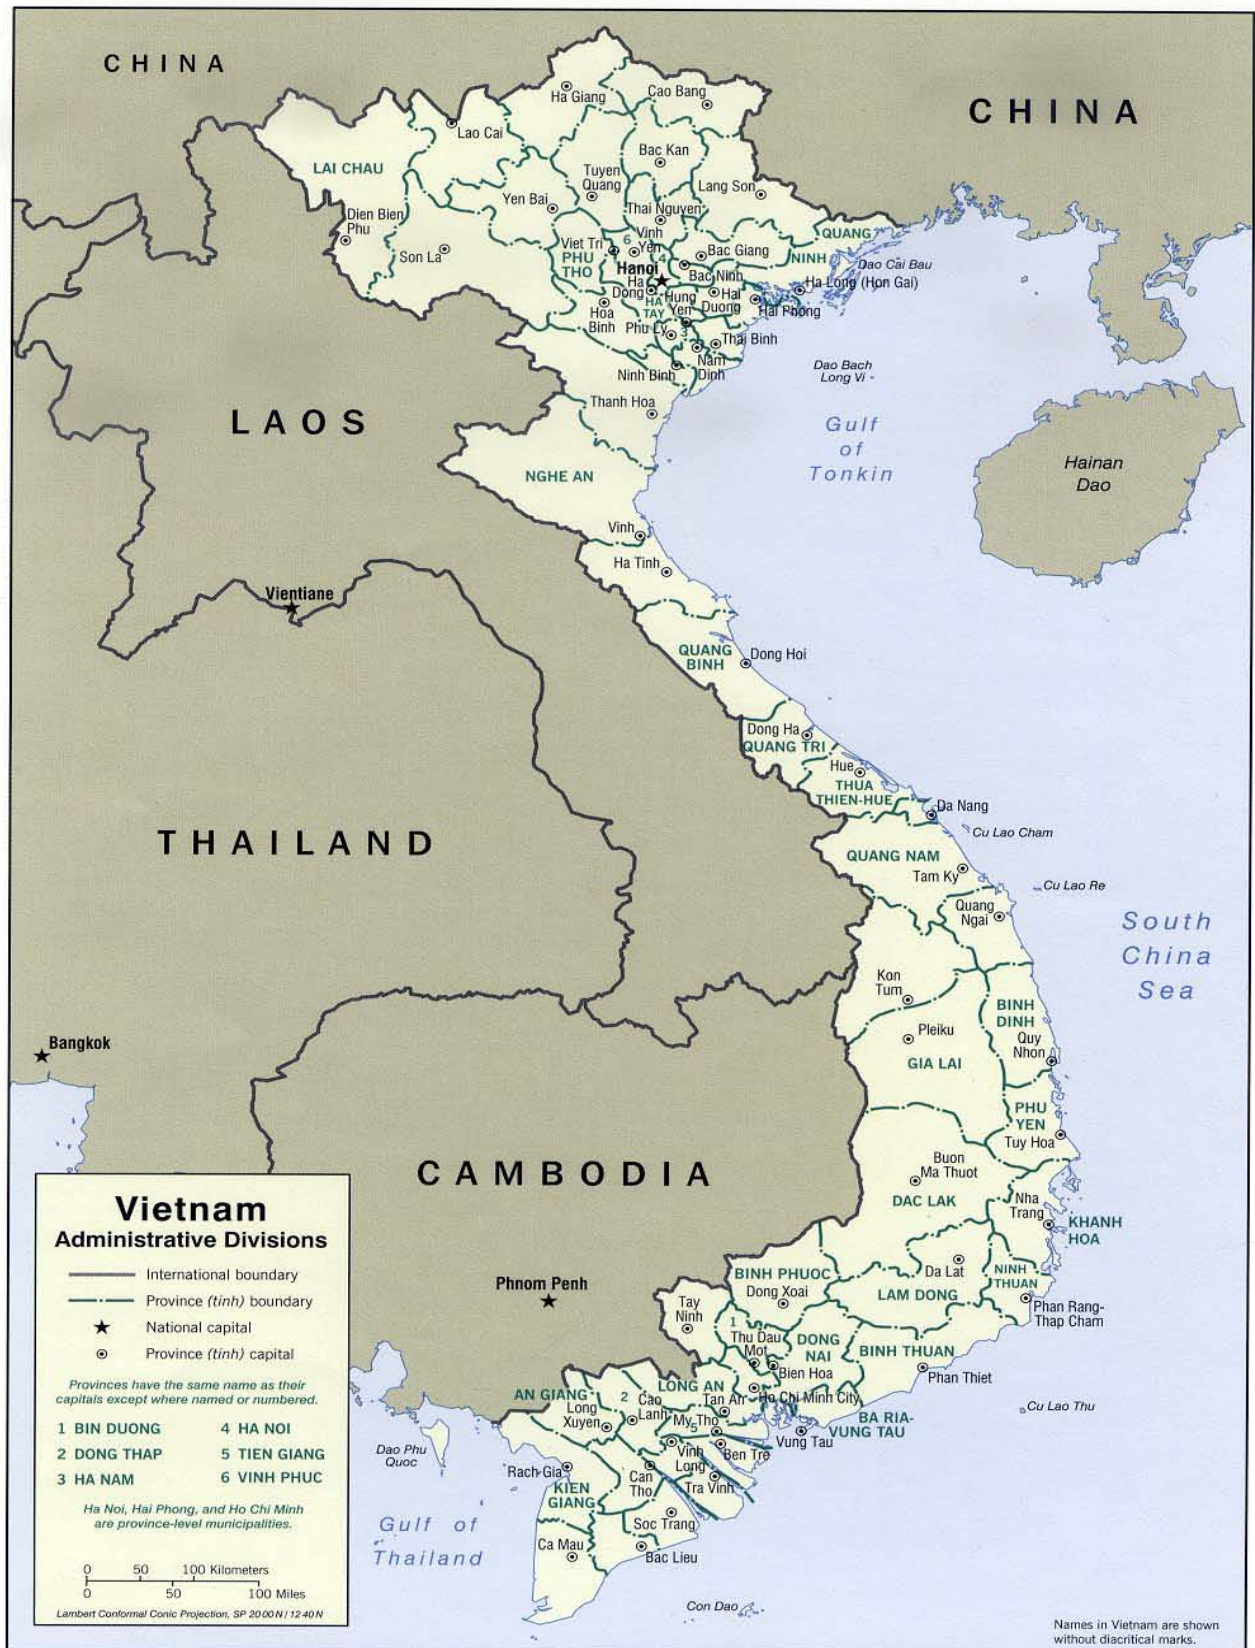 CHINA
CHINA
Ha Giang
Cao Bang
Lao Cai
LAI CHAU
Bac Kan
Tuyen
Quang
Lang Son
Yen Bai
Thai Nguyen
Dien Bien
Phu
QUANG
NINH
Son La
Viet Tri
PHU
THO
6
Vinh
Yen
4
Bac Giang
Hanoi
Bac Ninh
Dao Cai Bau
Ha Long (Hon Gai)
Ha
Dong
HA
TAY
Hung
Yen
Hai
Duong
Hai Phong
Hoa
Binh
Phu Ly
3
Thai Binh
Nam
Dinh
Ninh Binh
Dao Bach
Long Vi
Thanh Hoa
LAOS
Gulf
of
Tonkin
Hainan
Dao
NGHE AN
Vinh
Ha Tinh
Vientiane
QUANG
BINH
Dong Hoi
Dong Ha
QUANG TRI
Hue
THUA
THIEN-HUE
Da Nang
Cu Lao Cham
THAILAND
QUANG NAM
Tam Ky
Cu Lao Re
Quang
Ngai
South
China
Sea
Kon
Tum
BINH
DINH
Pleiku
Quy
Nhon
GIA LAI
Bangkok
PHU
YEN
Tuy Hoa
CAMBODIA
Buon
Ma Thuot
DAC LAK
Nha
Trang
KHANH
HOA
Da Lat
NINH
THUAN
BINH PHUOC
Dong Xoai
LAM DONG
Phan Rang-
Thap Cham
Phnom Penh
Tay
Ninh
1
Thu Dau
Mot
DONG
NAI
BINH THUAN
Bien Hoa
Phan Thiet
AN GIANG
LONG AN
Ho Chi Minh City
2
Cao
Lanh
Tan An
Long
Xuyen
My Tho
5
BA RIA-
VUNG TAU
Vung Tau
Cu Lao Thu
Dao Phu
Quoc
Vinh
Long
Ben Tre
Rach Gia
Can
Tho
Tra Vinh
KIEN
GIANG
Soc Trang
Gulf of
Thailand
Ca Mau
Bac Lieu
Con Dao
Vietnam
Administrative Divisions
International boundary
Province (tinh) boundary
National capital
Province (tinh) capital
Provinces have the same name as their
capitals except where named or numbered.
1 BIN DUONG
2 DONG THAP
3 HA NAM
4 HA NOI
5 TIEN GIANG
6 VINH PHUC
Ha Noi, Hai Phong, and Ho Chi Minh
are province-level municipalities.
0 50 100 Kilometers
0 50 100 Miles
Lambert Conformal Conic Projection, SP 20 00 N / 12 40 N
Names in Vietnam are shown
without diacritical marks.